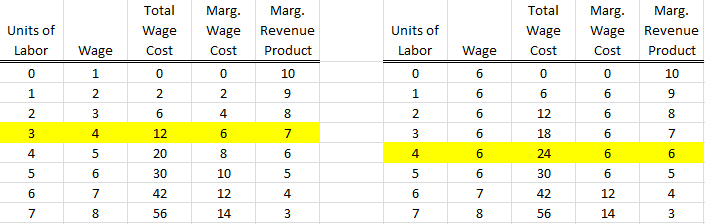 Units of Labor Wage Total Wage Cost Marg. Wage Cost Marg. Revenue Product Units of Labor Wage Total Wage Cost Marg. Wage Cost Marg. Revenue Product
0 1 0 0 10 0 6 0 0 10
1 2 2 2 9 1 6 6 6 9
2 3 6 4 8 2 6 12 6 8
3 4 12 6 7 3 6 18 6 7
4 5 20 8 6 4 6 24 6 6
5 6 30 10 5 5 6 30 6 5
6 7 42 12 4 6 7 42 12 4
7 8 56 14 3 7 8 56 14 3